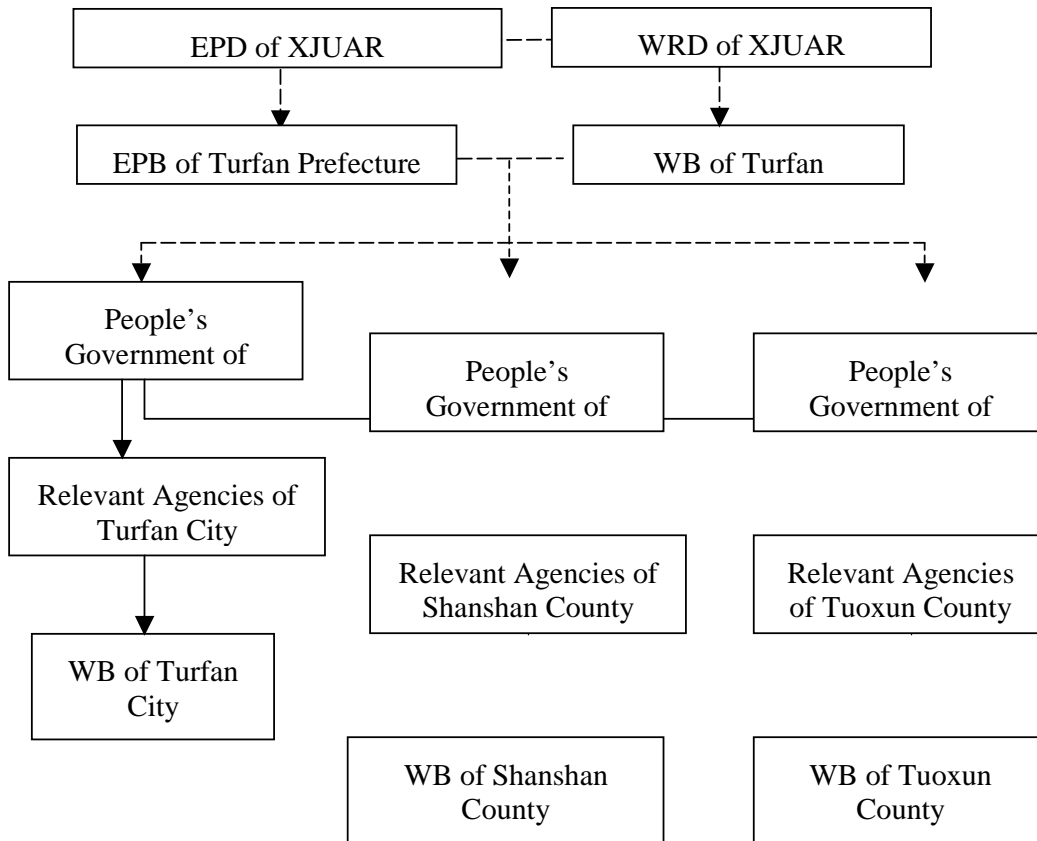 EPD of XJUAR
WRD of XJUAR
EPB of Turfan Prefecture
WB of Turfan
People’s
Government of
People’s
Government of
People’s
Government of
Relevant Agencies of
Turfan City
Relevant Agencies of
Shanshan County
Relevant Agencies
of Tuoxun County
WB of Turfan
City
WB of Shanshan
County
WB of Tuoxun
County